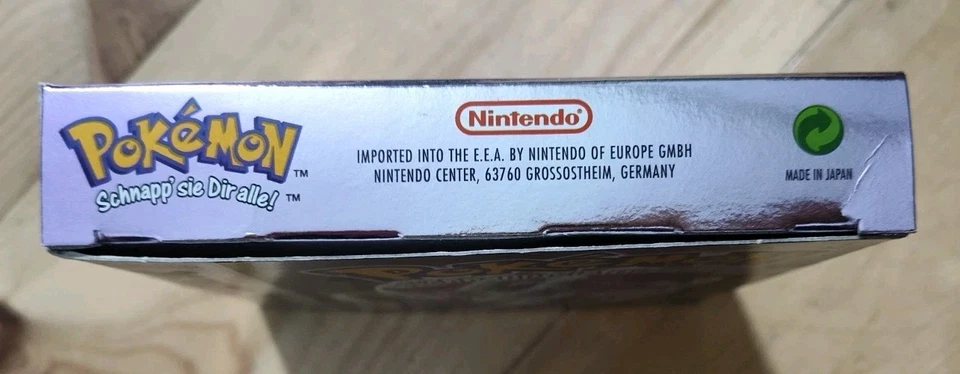 POKéMON
TM
Schnapp' sie Dir alle!
TM
Nintendo®
IMPORTED INTO THE E.E.A. BY NINTENDO OF EUROPE GMBH
NINTENDO CENTER, 63760 GROSSOSTHEIM, GERMANY
MADE IN JAPAN